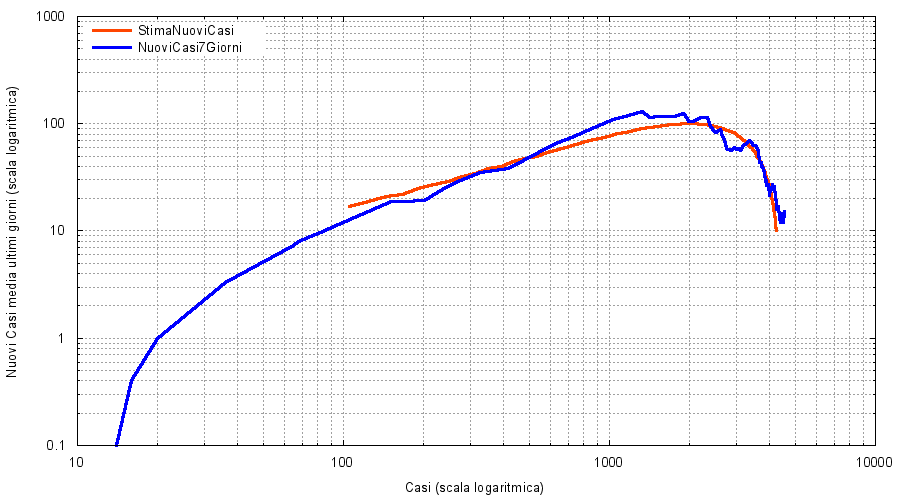 1000
StimaNuoviCasi
NuoviCasi7Giorni
100
10
1
0.1
Nuovi Casi media ultimi giorni (scala logaritmica)
10
100
1000
10000
Casi (scala logaritmica)